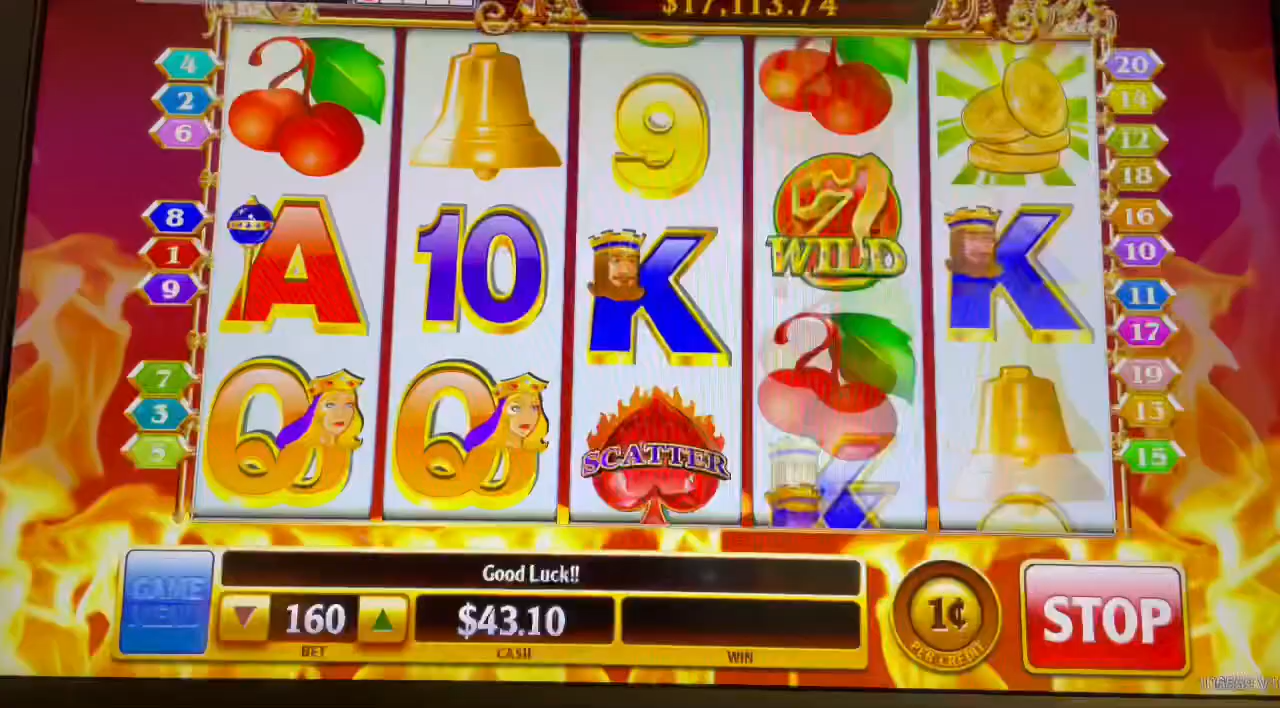 $17,113.74
4
20
2
14
6
9
12
18
8
16
A
10
K
7
WILD
K
1
10
9
11
17
7
Q
Q
SCATTER
19
3
13
5
15
Good Luck!!
160
$43.10
1¢
STOP
BET
CASH
WIN
PER CREDIT